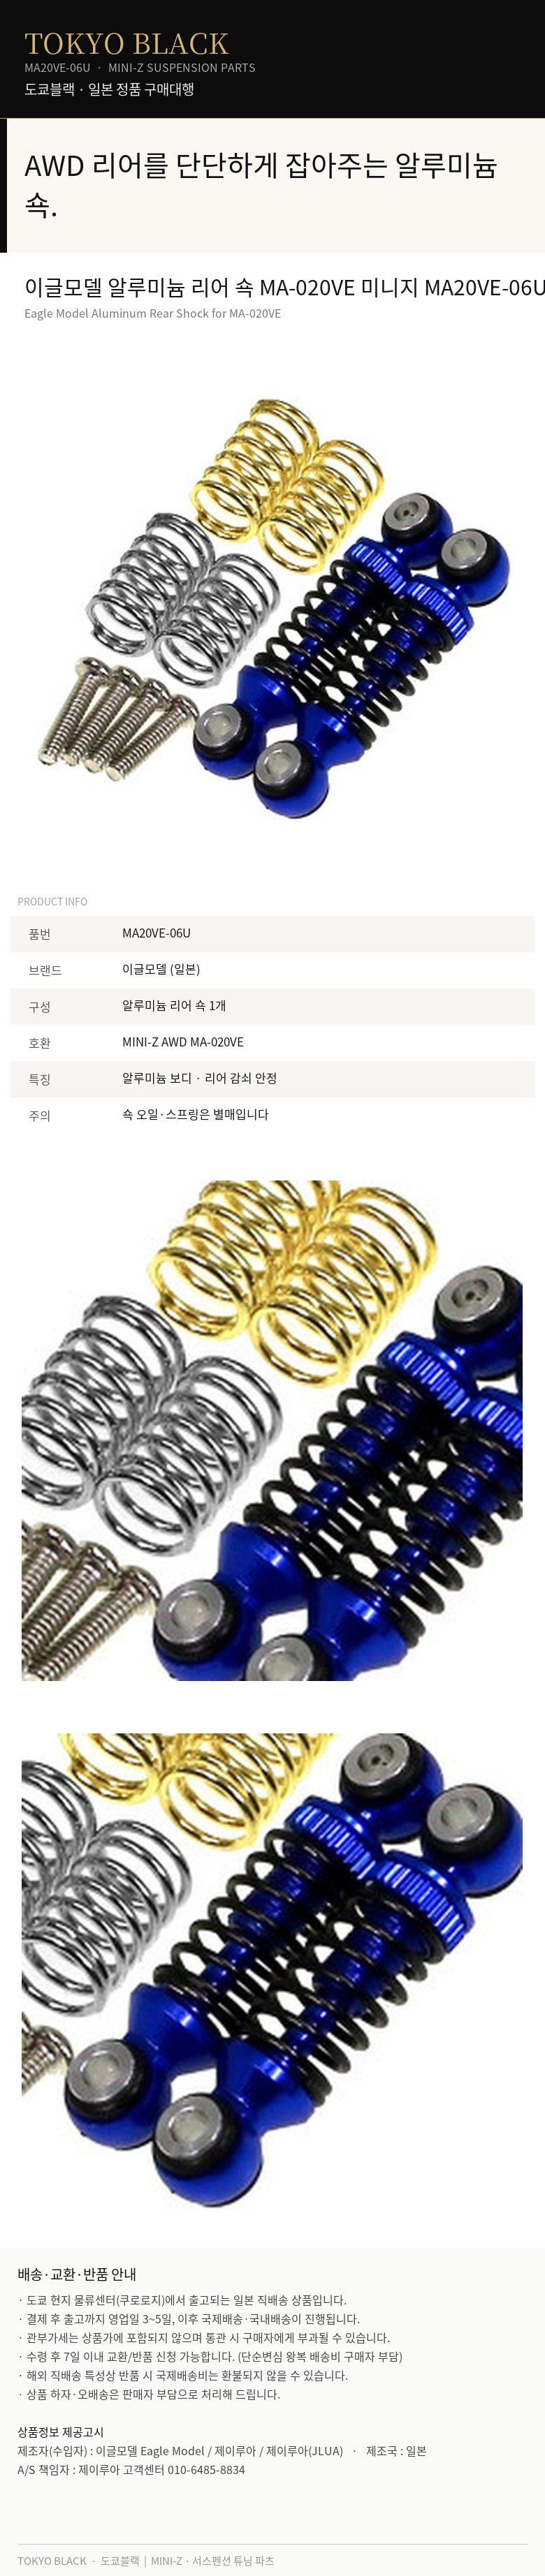 TOKYO BLACK
MA20VE-06U · MINI-Z SUSPENSION PARTS
도쿄블랙 · 일본 정품 구매대행
AWD 리어를 단단하게 잡아주는 알루미늄
쇽.
이글모델 알루미늄 리어 쇽 MA-020VE 미니지 MA20VE-06U
Eagle Model Aluminum Rear Shock for MA-020VE
PRODUCT INFO
품번 MA20VE-06U
브랜드 이글모델 (일본)
구성 알루미늄 리어 쇽 1개
호환 MINI-Z AWD MA-020VE
특징 알루미늄 보디 · 리어 감쇠 안정
주의 쇽 오일·스프링은 별매입니다
배송·교환·반품 안내
· 도쿄 현지 물류센터(쿠로로지)에서 출고되는 일본 직배송 상품입니다.
· 결제 후 출고까지 영업일 3~5일, 이후 국제배송·국내배송이 진행됩니다.
· 관부가세는 상품가에 포함되지 않으며 통관 시 구매자에게 부과될 수 있습니다.
· 수령 후 7일 이내 교환/반품 신청 가능합니다. (단순변심 왕복 배송비 구매자 부담)
· 해외 직배송 특성상 반품 시 국제배송비는 환불되지 않을 수 있습니다.
· 상품 하자·오배송은 판매자 부담으로 처리해 드립니다.
상품정보 제공고시
제조자(수입자) : 이글모델 Eagle Model / 제이루아 / 제이루아(JLUA) · 제조국 : 일본
A/S 책임자 : 제이루아 고객센터 010-6485-8834
TOKYO BLACK · 도쿄블랙 | MINI-Z · 서스펜션 튜닝 파츠